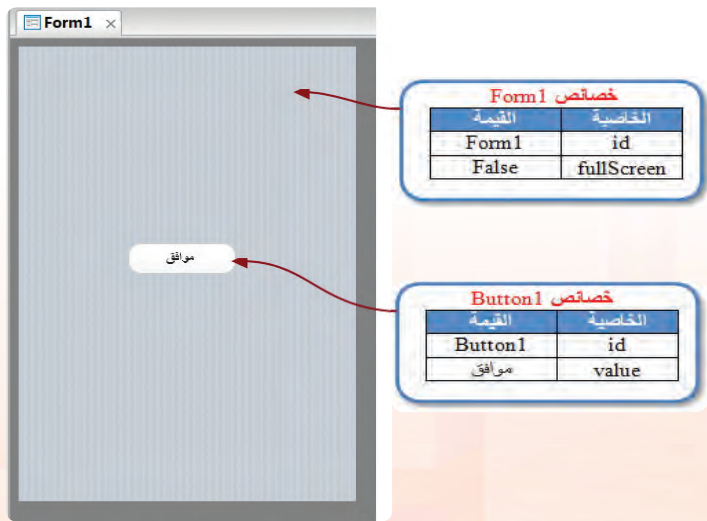 Form1 ×
خصائص Form1
الخاصية القيمة
id Form1
fullScreen False
موافق
خصائص Button1
الخاصية القيمة
id Button1
value موافق